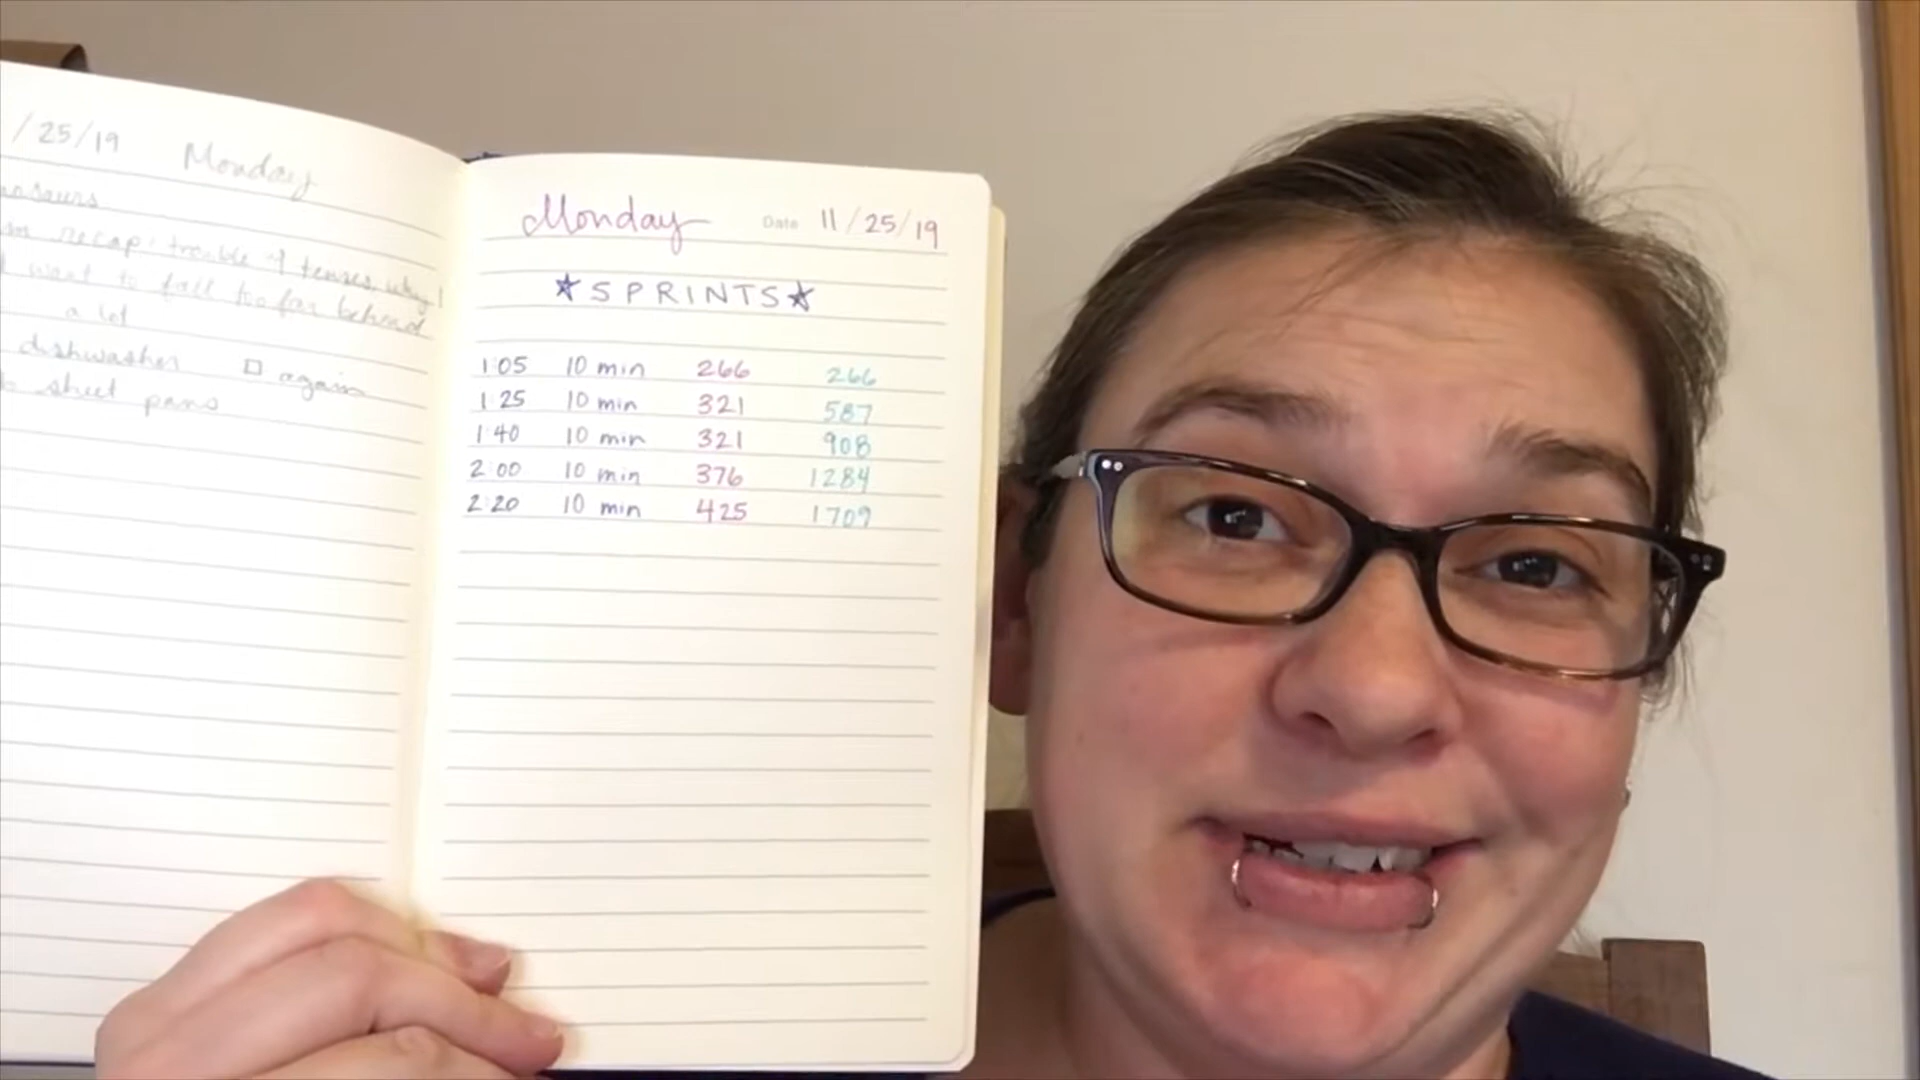 /25/19 Monday
recap: trouble w/ tenses, why I
want to fall too far behind
a lot
dishwasher □ again
sheet pans
Monday Date 11/25/19
★SPRINTS★
1:05 10 min 266 266
1:25 10 min 321 587
1:40 10 min 321 908
2:00 10 min 376 1284
2:20 10 min 425 1709